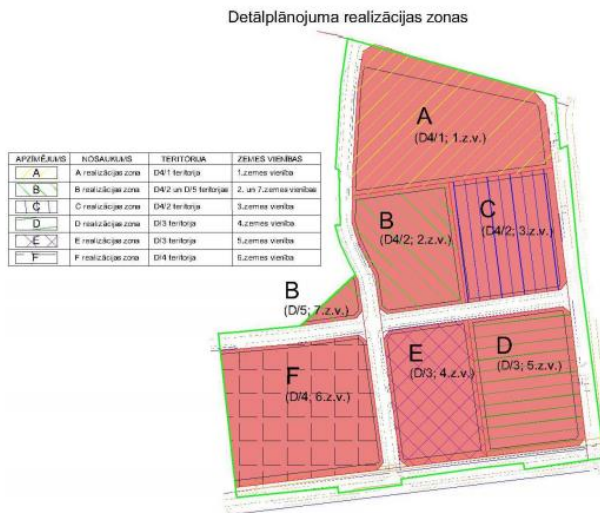 Detālplānojuma realizācijas zonas
APZĪMĒJUMS NOSAUKUMS TERITORIJA ZEMES VIENĪBAS
A A realizācijas zona D4/1 teritorija 1.zemes vienība
B B realizācijas zona D4/2 un D/5 teritorijas 2. un 7.zemes vienības
C C realizācijas zona D4/2 teritorija 3.zemes vienība
D D realizācijas zona D/3 teritorija 4.zemes vienība
E E realizācijas zona D/3 teritorija 5.zemes vienība
F F realizācijas zona D/4 teritorija 6.zemes vienība
A
(D4/1; 1.z.v.)
B
(D4/2; 2.z.v.)
C
(D4/2; 3.z.v.)
B
(D/5; 7.z.v.)
F
(D/4; 6.z.v.)
E
(D/3; 4.z.v.)
D
(D/3; 5.z.v.)